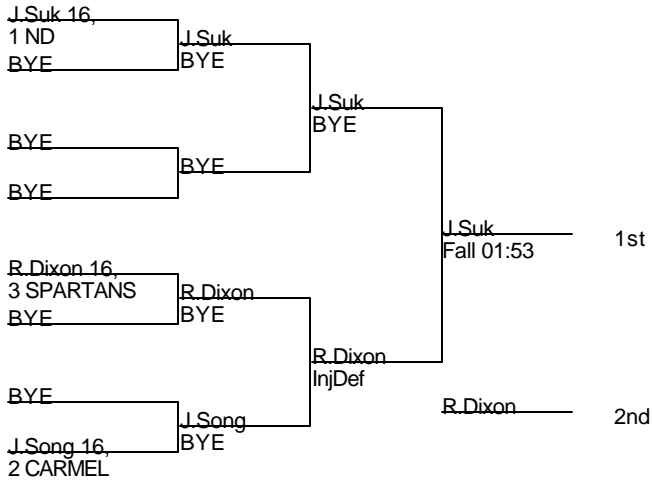 J.Suk 16,
1 ND
BYE
J.Suk
BYE
BYE
BYE
BYE
J.Suk
BYE
R.Dixon 16,
3 SPARTANS
BYE
R.Dixon
BYE
BYE
J.Song 16,
2 CARMEL
J.Song
BYE
R.Dixon
InjDef
J.Suk
Fall 01:53
1st
R.Dixon
2nd